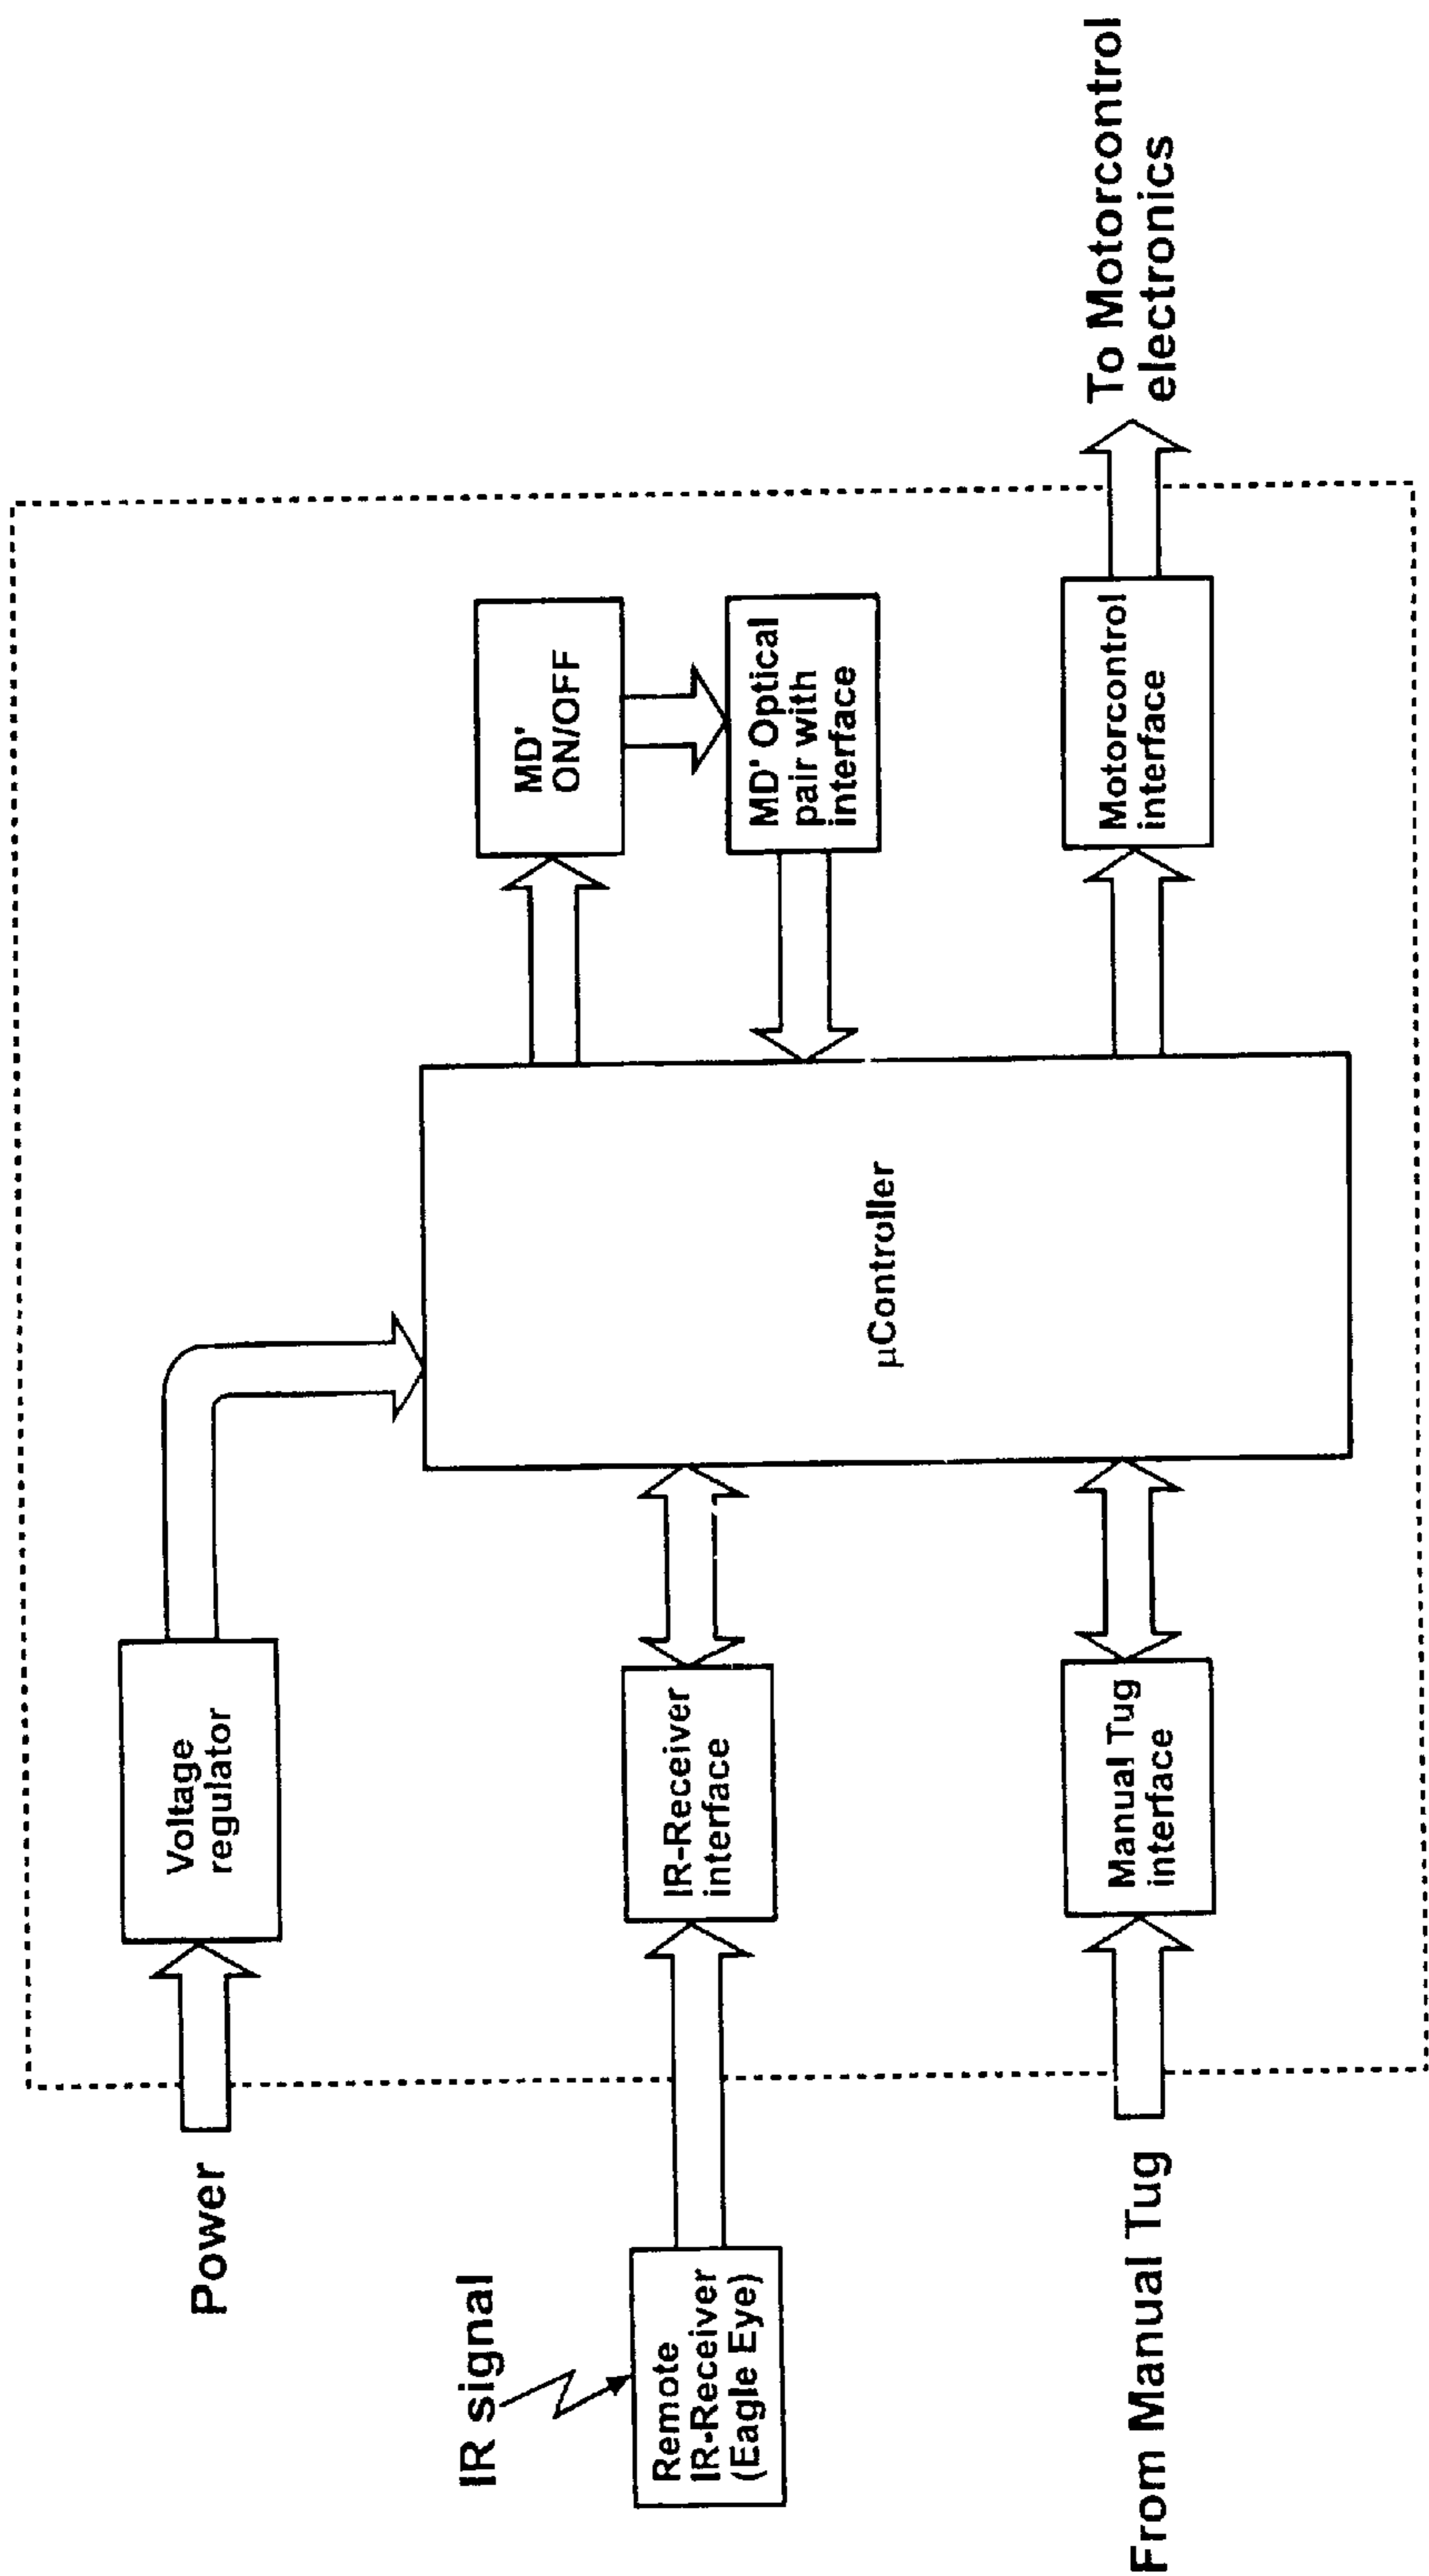 Power
Voltage
regulator
IR signal
Remote
IR-Receiver
(Eagle Eye)
IR-Receiver
interface
From Manual Tug
Manual Tug
interface
µController
MD'
ON/OFF
MD' Optical
pair with
interface
Motorcontrol
interface
To Motorcontrol
electronics